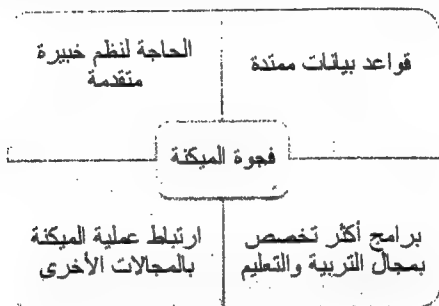 قواعد بيانات ممتدة
الحاجة لنظم خبيرة
متقدمة
فجوة الميكنة
برامج أكثر تخصص
بمجال التربية والتعليم
ارتباط عملية الميكنة
بالمجالات الأخرى